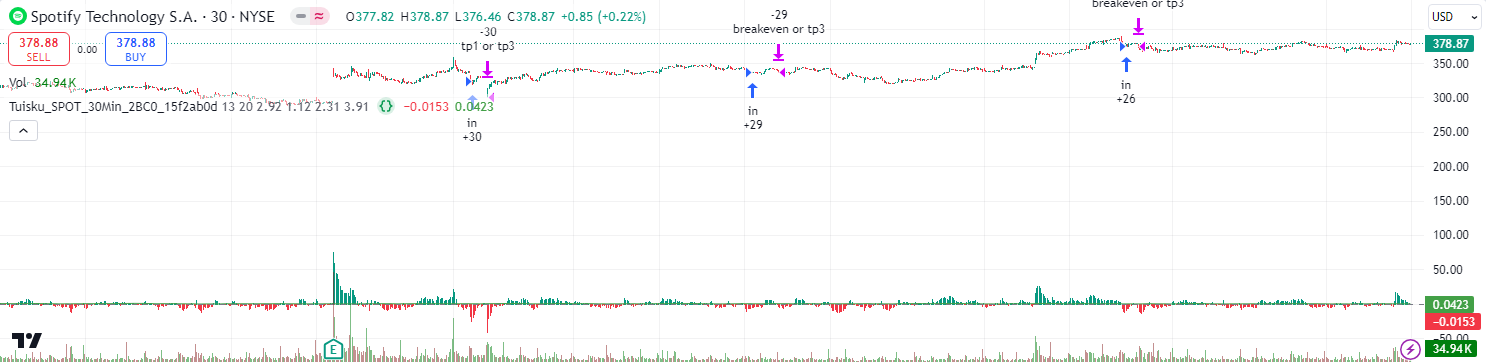 Spotify Technology S.A. · 30 · NYSE
O377.82 H378.87 L376.46 C378.87 +0.85 (+0.22%)
USD
378.88
SELL
0.00
378.88
BUY
Vol 34.94K
Tuisku_SPOT_30Min_2BC0_15f2ab0d 13 20 2.92 1.12 2.31 3.91 {} −0.0153 0.0423
-30
tp1 or tp3
in
+30
-29
breakeven or tp3
in
+29
breakeven or tp3
in
+26
378.87
350.00
300.00
250.00
200.00
150.00
100.00
50.00
0.0423
−0.0153
-50.00
34.94K
E